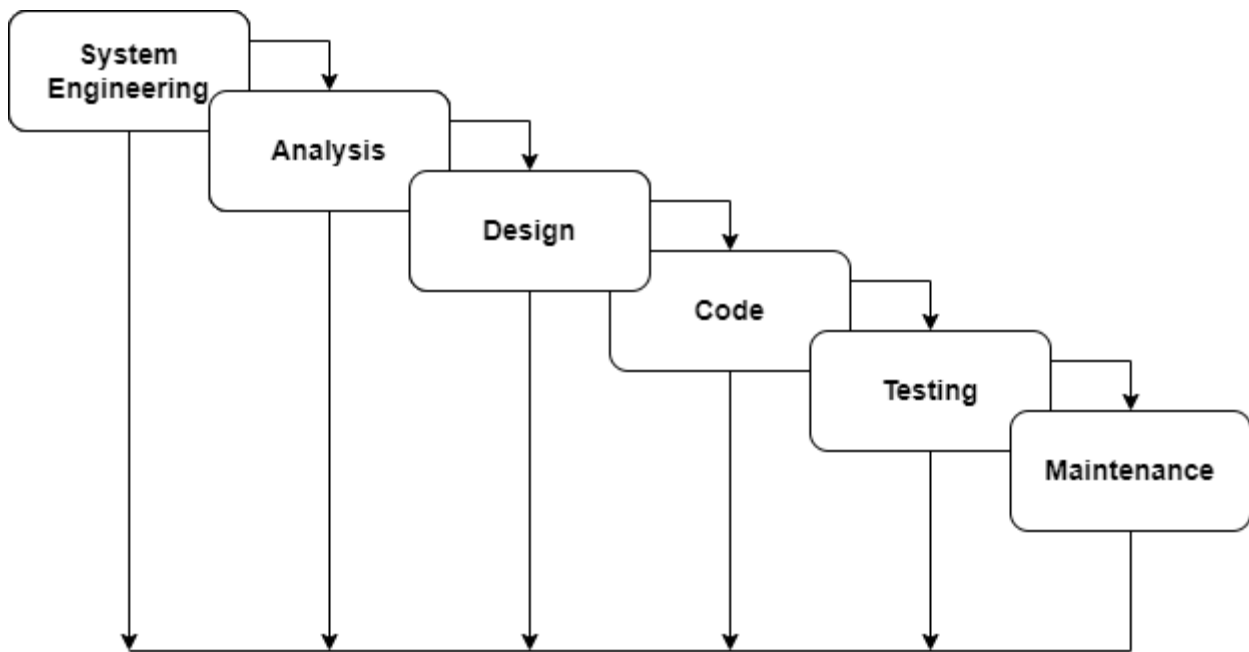 System
Engineering
Analysis
Design
Code
Testing
Maintenance